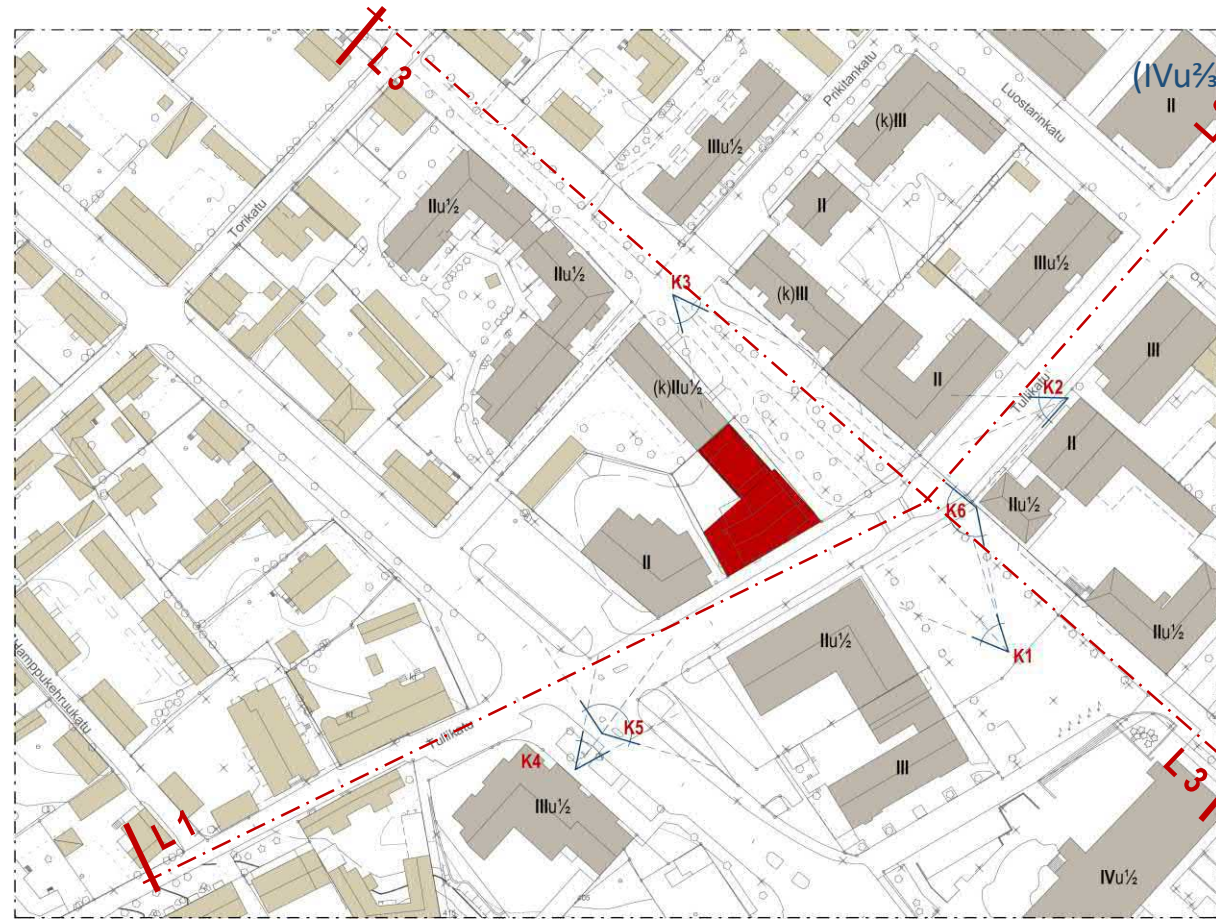 L 3
(IVu⅔
Prikitankatu
Luostarinkatu
II
(k)III
IIIu½
IIu½
II
Torikatu
IIu½
IIIu½
(k)III
K3
III
(k)IIu½
II
K2
Tullikatu
II
IIu½
K6
II
IIu½
K1
IIu½
Hamppukehruukatu
K5
Tullikatu
K4
III
L 3
IIIu½
L 1
IVu½